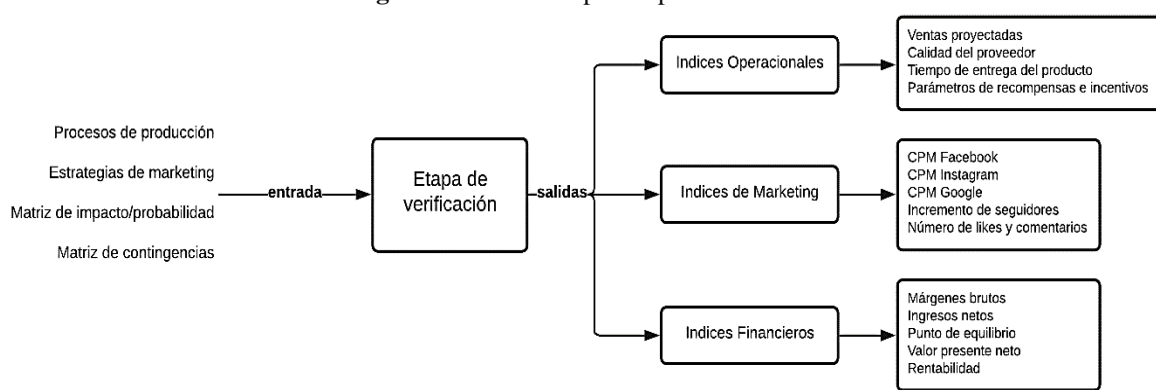 Procesos de producción
Estrategias de marketing
Matriz de impacto/probabilidad
Matriz de contingencias
entrada
Etapa de
verificación
salidas
Indices Operacionales
Ventas proyectadas
Calidad del proveedor
Tiempo de entrega del producto
Parámetros de recompensas e incentivos
Indices de Marketing
CPM Facebook
CPM Instagram
CPM Google
Incremento de seguidores
Número de likes y comentarios
Indices Financieros
Márgenes brutos
Ingresos netos
Punto de equilibrio
Valor presente neto
Rentabilidad